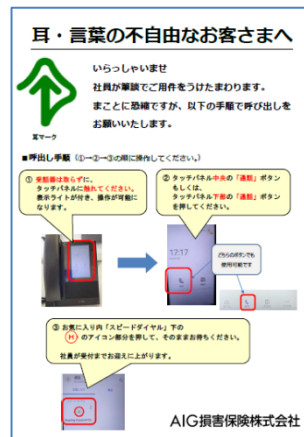 耳・言葉の不自由なお客さまへ
いらっしゃいませ
社員が筆談でご用件をうけたまわります。
まことに恐縮ですが、以下の手順で呼び出しを
お願いいたします。
耳マーク
■呼出し手順（①→②→③の順に操作してください。）
① 受話器は取らずに、
タッチパネルに触れてください。
表示ライトが付き、操作が可能に
なります。
② タッチパネル中央の「通話」ボタン
もしくは、
タッチパネル下部の「通話」ボタン
を押してください。
17:17
どちらのボタンでも
使用可能です
③ お気に入り内「スピードダイヤル」下の
Ⓗ のアイコン部分を押して、そのままお待ちください。
社員が受付までお迎えに上がります。
AIG損害保険株式会社